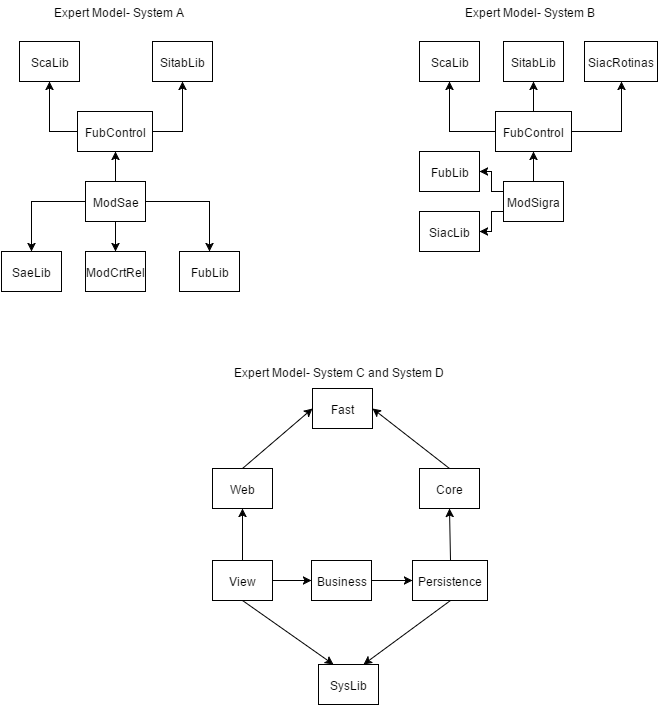 Expert Model- System A
ScaLib
SitabLib
FubControl
ModSae
SaeLib
ModCrtRel
FubLib
Expert Model- System B
ScaLib
SitabLib
SiacRotinas
FubControl
FubLib
ModSigra
SiacLib
Expert Model- System C and System D
Fast
Web
Core
View
Business
Persistence
SysLib